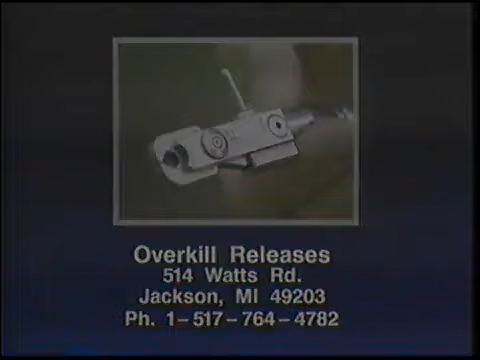 Overkill Releases
514 Watts Rd.
Jackson, MI 49203
Ph. 1-517-764-4782